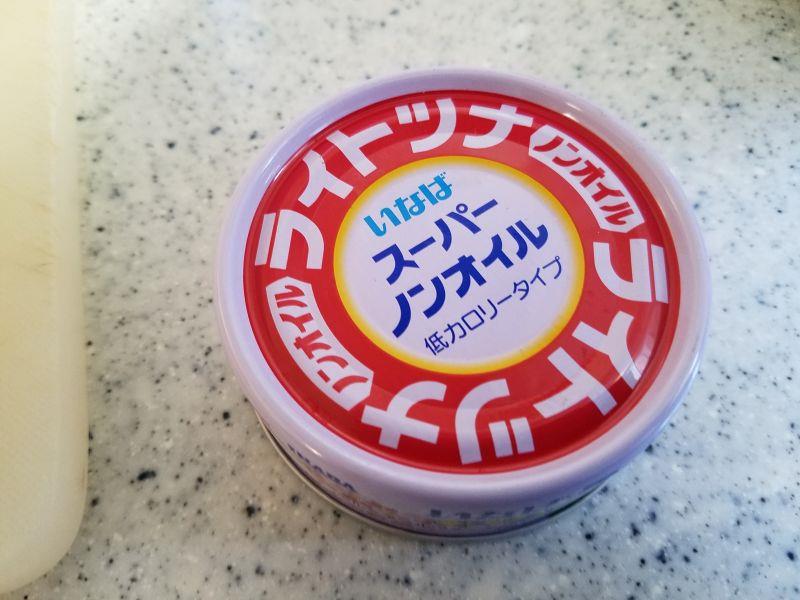 ライトツナ
ノンオイル
ライトツナ
ノンオイル
いなば
スーパー
ノンオイル
低カロリータイプ
INABA